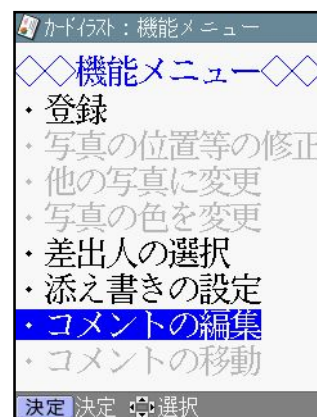 カードイラスト：機能メニュー
◇◇機能メニュー◇◇
・登録
・写真の位置等の修正
・他の写真に変更
・写真の色を変更
・差出人の選択
・添え書きの設定
・コメントの編集
・コメントの移動
決定 決定 選択